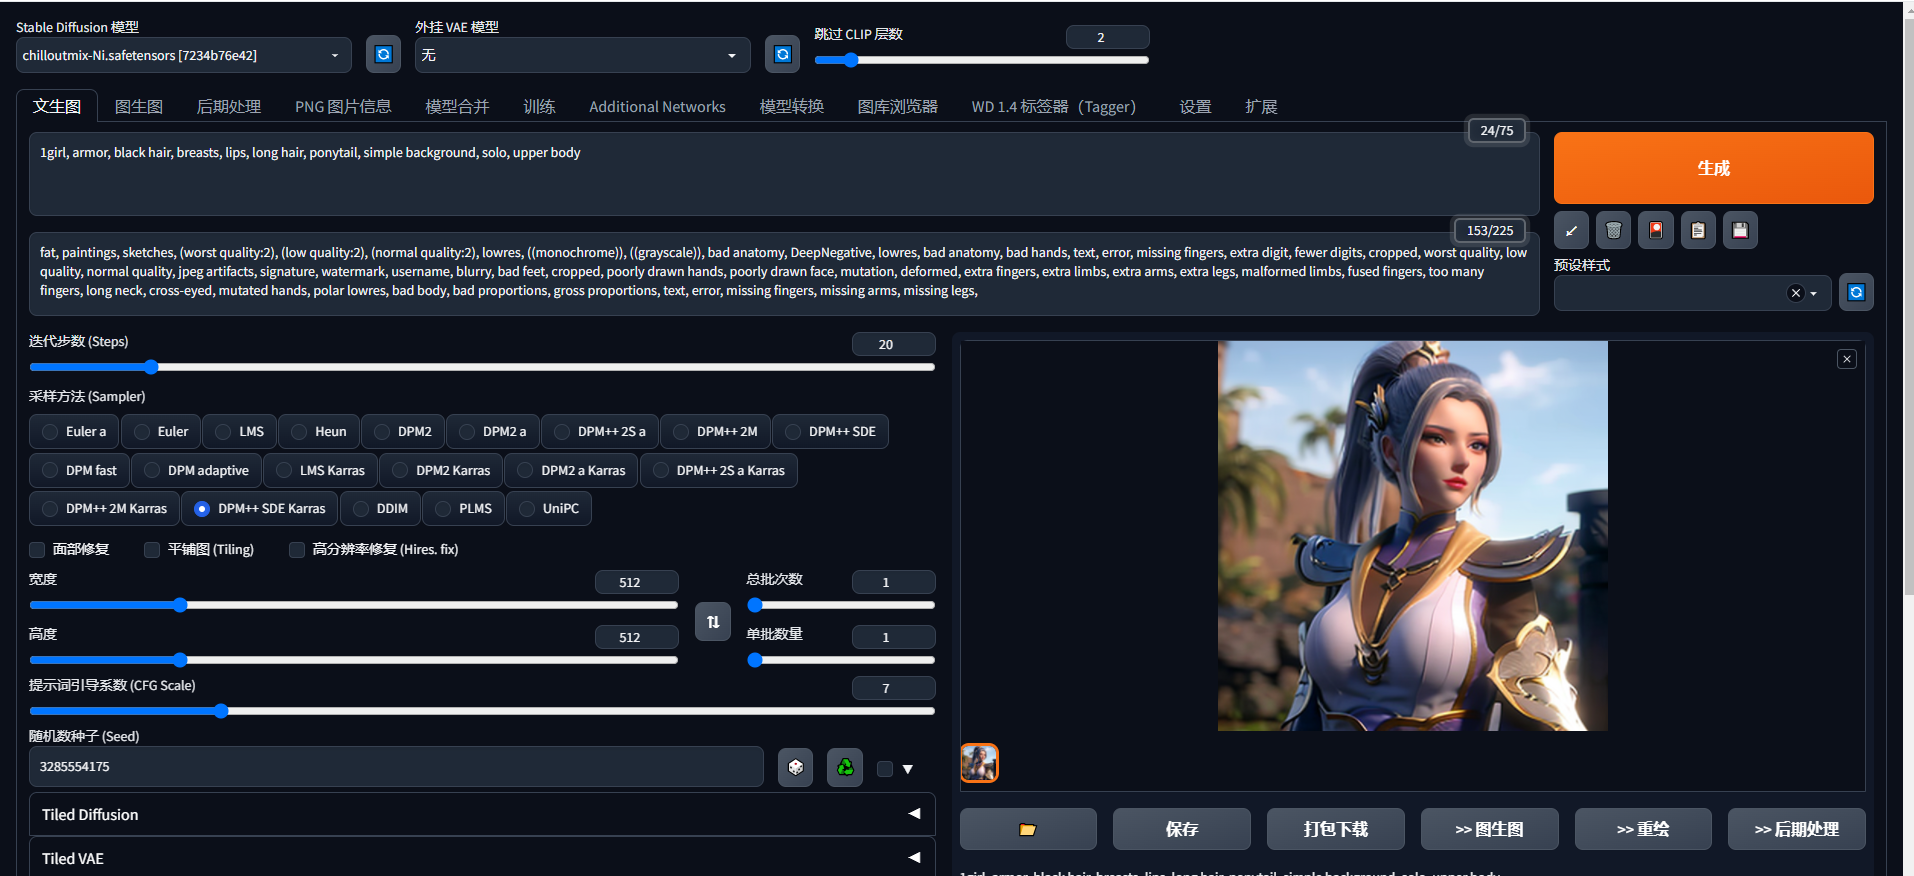 Stable Diffusion 模型
外挂 VAE 模型
跳过 CLIP 层数
2
chilloutmix-Ni.safetensors [7234b76e42]
无
文生图 图生图 后期处理 PNG 图片信息 模型合并 训练 Additional Networks 模型转换 图库浏览器 WD 1.4 标签器（Tagger） 设置 扩展
24/75
1girl, armor, black hair, breasts, lips, long hair, ponytail, simple background, solo, upper body
生成
153/225
fat, paintings, sketches, (worst quality:2), (low quality:2), (normal quality:2), lowres, ((monochrome)), ((grayscale)), bad anatomy, DeepNegative, lowres, bad anatomy, bad hands, text, error, missing fingers, extra digit, fewer digits, cropped, worst quality, low
quality, normal quality, jpeg artifacts, signature, watermark, username, blurry, bad feet, cropped, poorly drawn hands, poorly drawn face, mutation, deformed, extra fingers, extra limbs, extra arms, extra legs, malformed limbs, fused fingers, too many
fingers, long neck, cross-eyed, mutated hands, polar lowres, bad body, bad proportions, gross proportions, text, error, missing fingers, missing arms, missing legs,
预设样式
迭代步数 (Steps)
20
采样方法 (Sampler)
Euler a Euler LMS Heun DPM2 DPM2 a DPM++ 2S a DPM++ 2M DPM++ SDE
DPM fast DPM adaptive LMS Karras DPM2 Karras DPM2 a Karras DPM++ 2S a Karras
DPM++ 2M Karras DPM++ SDE Karras DDIM PLMS UniPC
面部修复 平铺图 (Tiling) 高分辨率修复 (Hires. fix)
宽度
512
总批次数
1
高度
512
单批数量
1
提示词引导系数 (CFG Scale)
7
随机数种子 (Seed)
3285554175
Tiled Diffusion
Tiled VAE
保存 打包下载 >> 图生图 >> 重绘 >> 后期处理
1girl, armor, black hair, breasts, lips, long hair, ponytail, simple background, solo, upper body